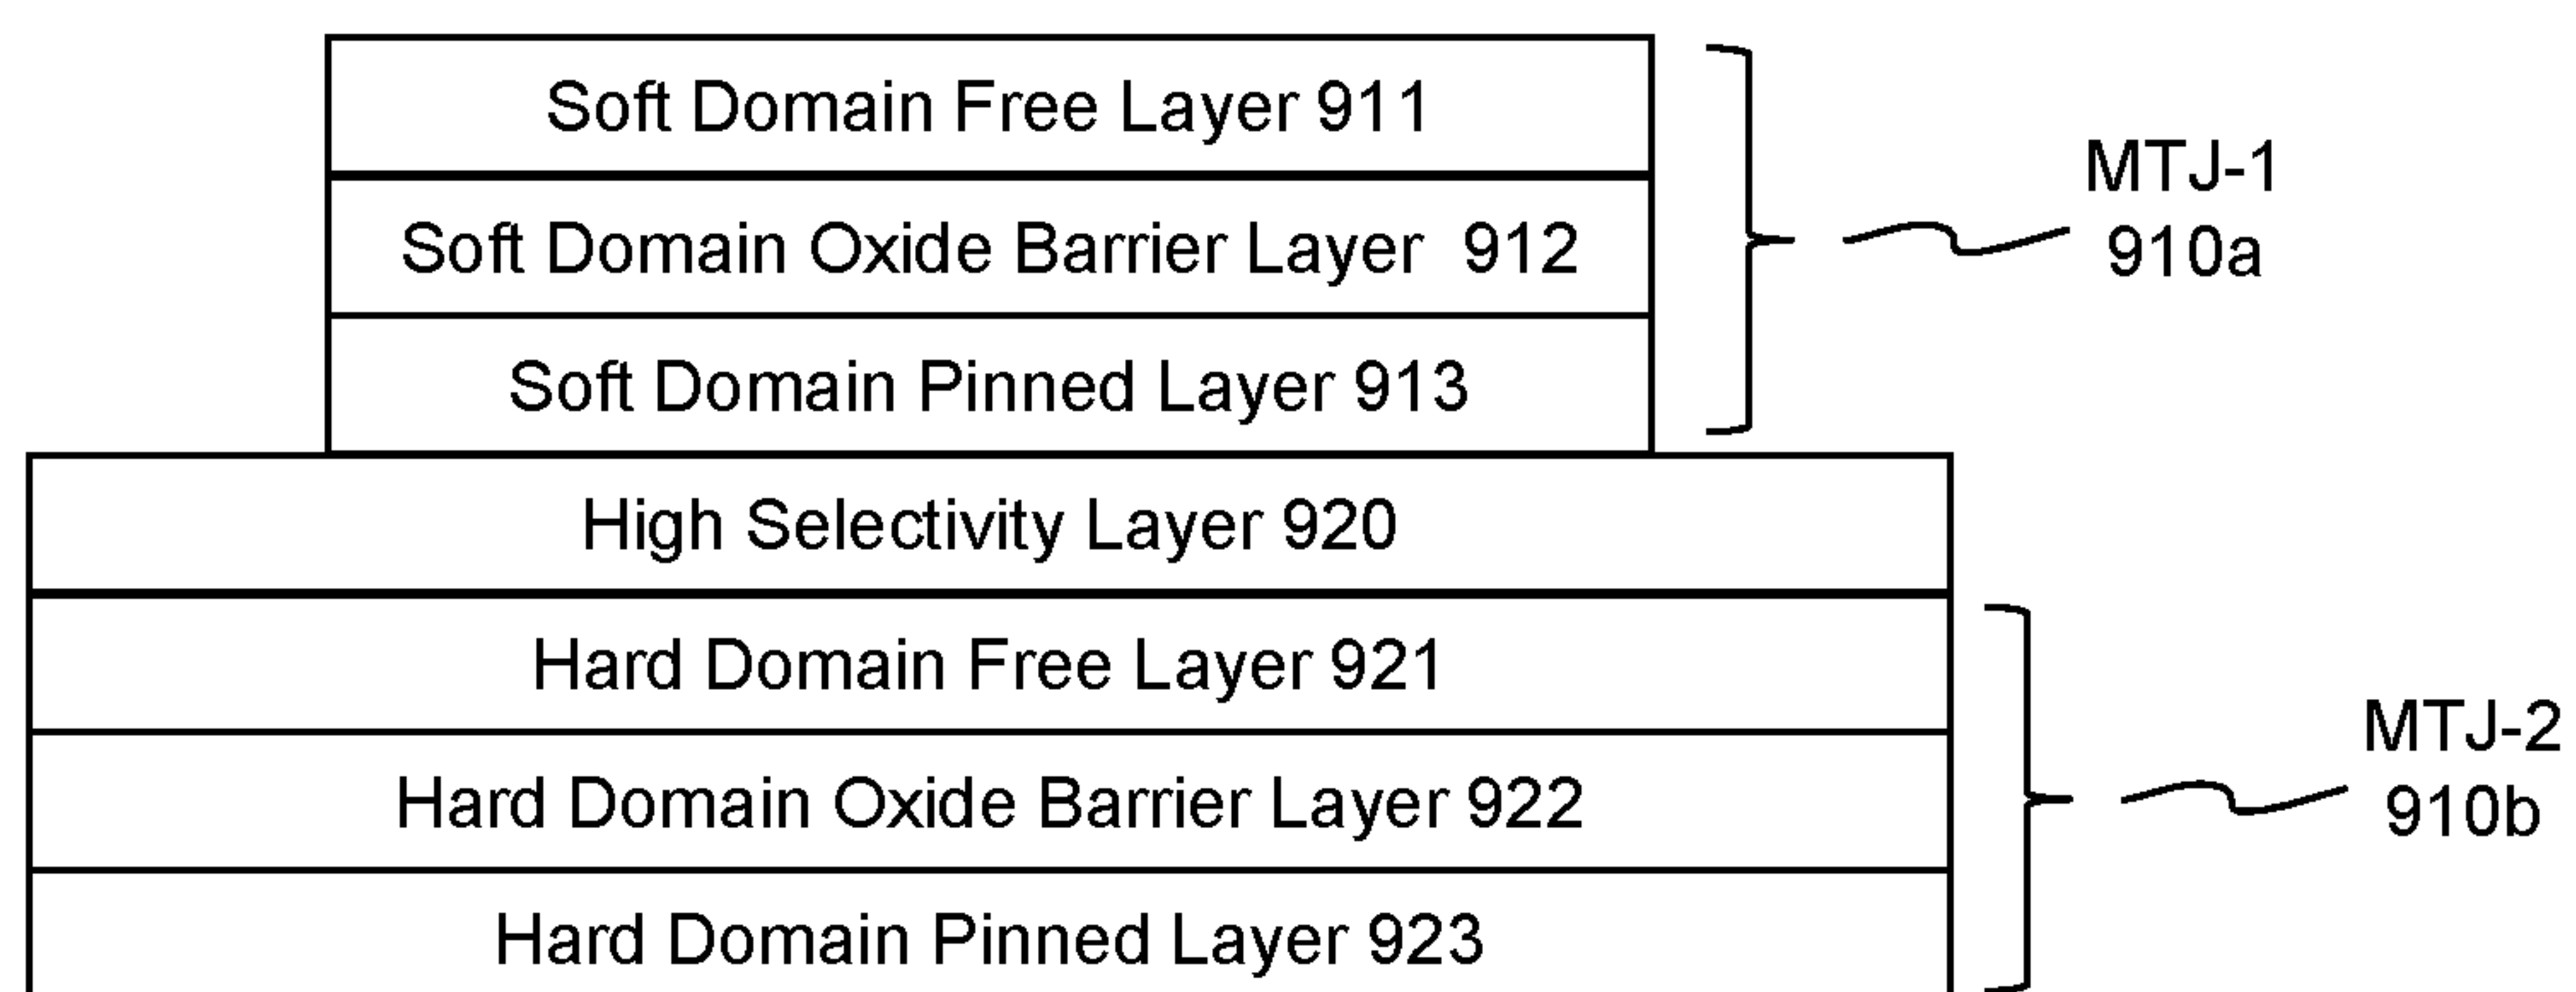 Soft Domain Free Layer 911
Soft Domain Oxide Barrier Layer 912
Soft Domain Pinned Layer 913
MTJ-1
910a
High Selectivity Layer 920
Hard Domain Free Layer 921
Hard Domain Oxide Barrier Layer 922
Hard Domain Pinned Layer 923
MTJ-2
910b